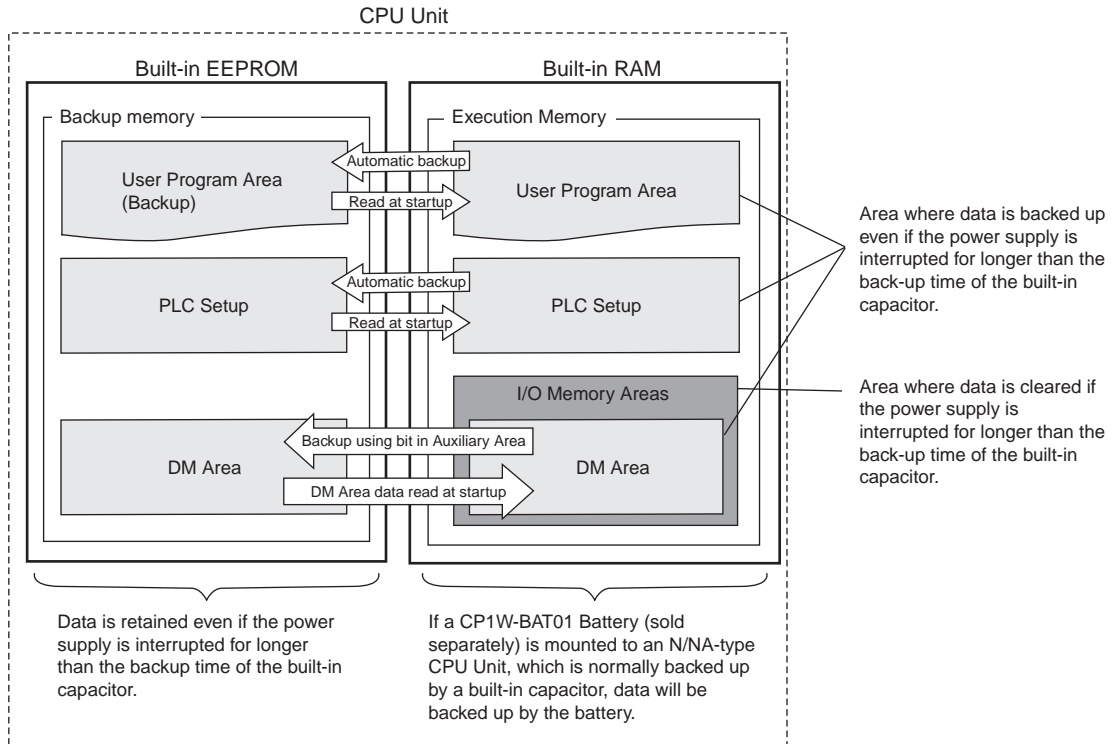 CPU Unit
Built-in EEPROM
Built-in RAM
Backup memory
Execution Memory
User Program Area
(Backup)
Automatic backup
Read at startup
User Program Area
PLC Setup
Automatic backup
Read at startup
PLC Setup
I/O Memory Areas
DM Area
Backup using bit in Auxiliary Area
DM Area data read at startup
DM Area
Area where data is backed up
even if the power supply is
interrupted for longer than the
back-up time of the built-in
capacitor.
Area where data is cleared if
the power supply is
interrupted for longer than the
back-up time of the built-in
capacitor.
Data is retained even if the power
supply is interrupted for longer
than the backup time of the built-in
capacitor.
If a CP1W-BAT01 Battery (sold
separately) is mounted to an N/NA-type
CPU Unit, which is normally backed up
by a built-in capacitor, data will be
backed up by the battery.